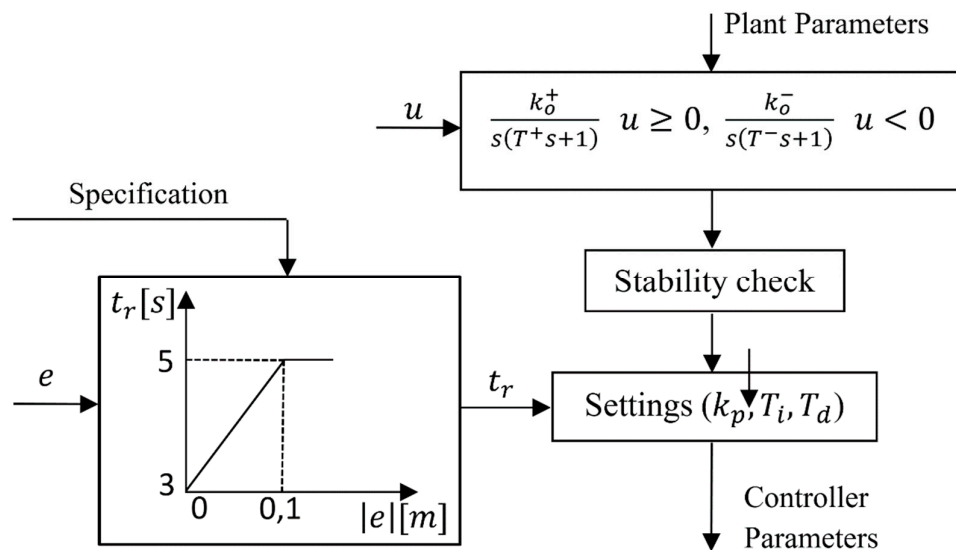 Plant Parameters
u
k_o^+ / s(T^+s+1) u ≥ 0, k_o^- / s(T^-s+1) u < 0
Specification
Stability check
t_r[s]
5
e
t_r
Settings (k_p, T_i, T_d)
3
0
0,1
|e|[m]
Controller
Parameters